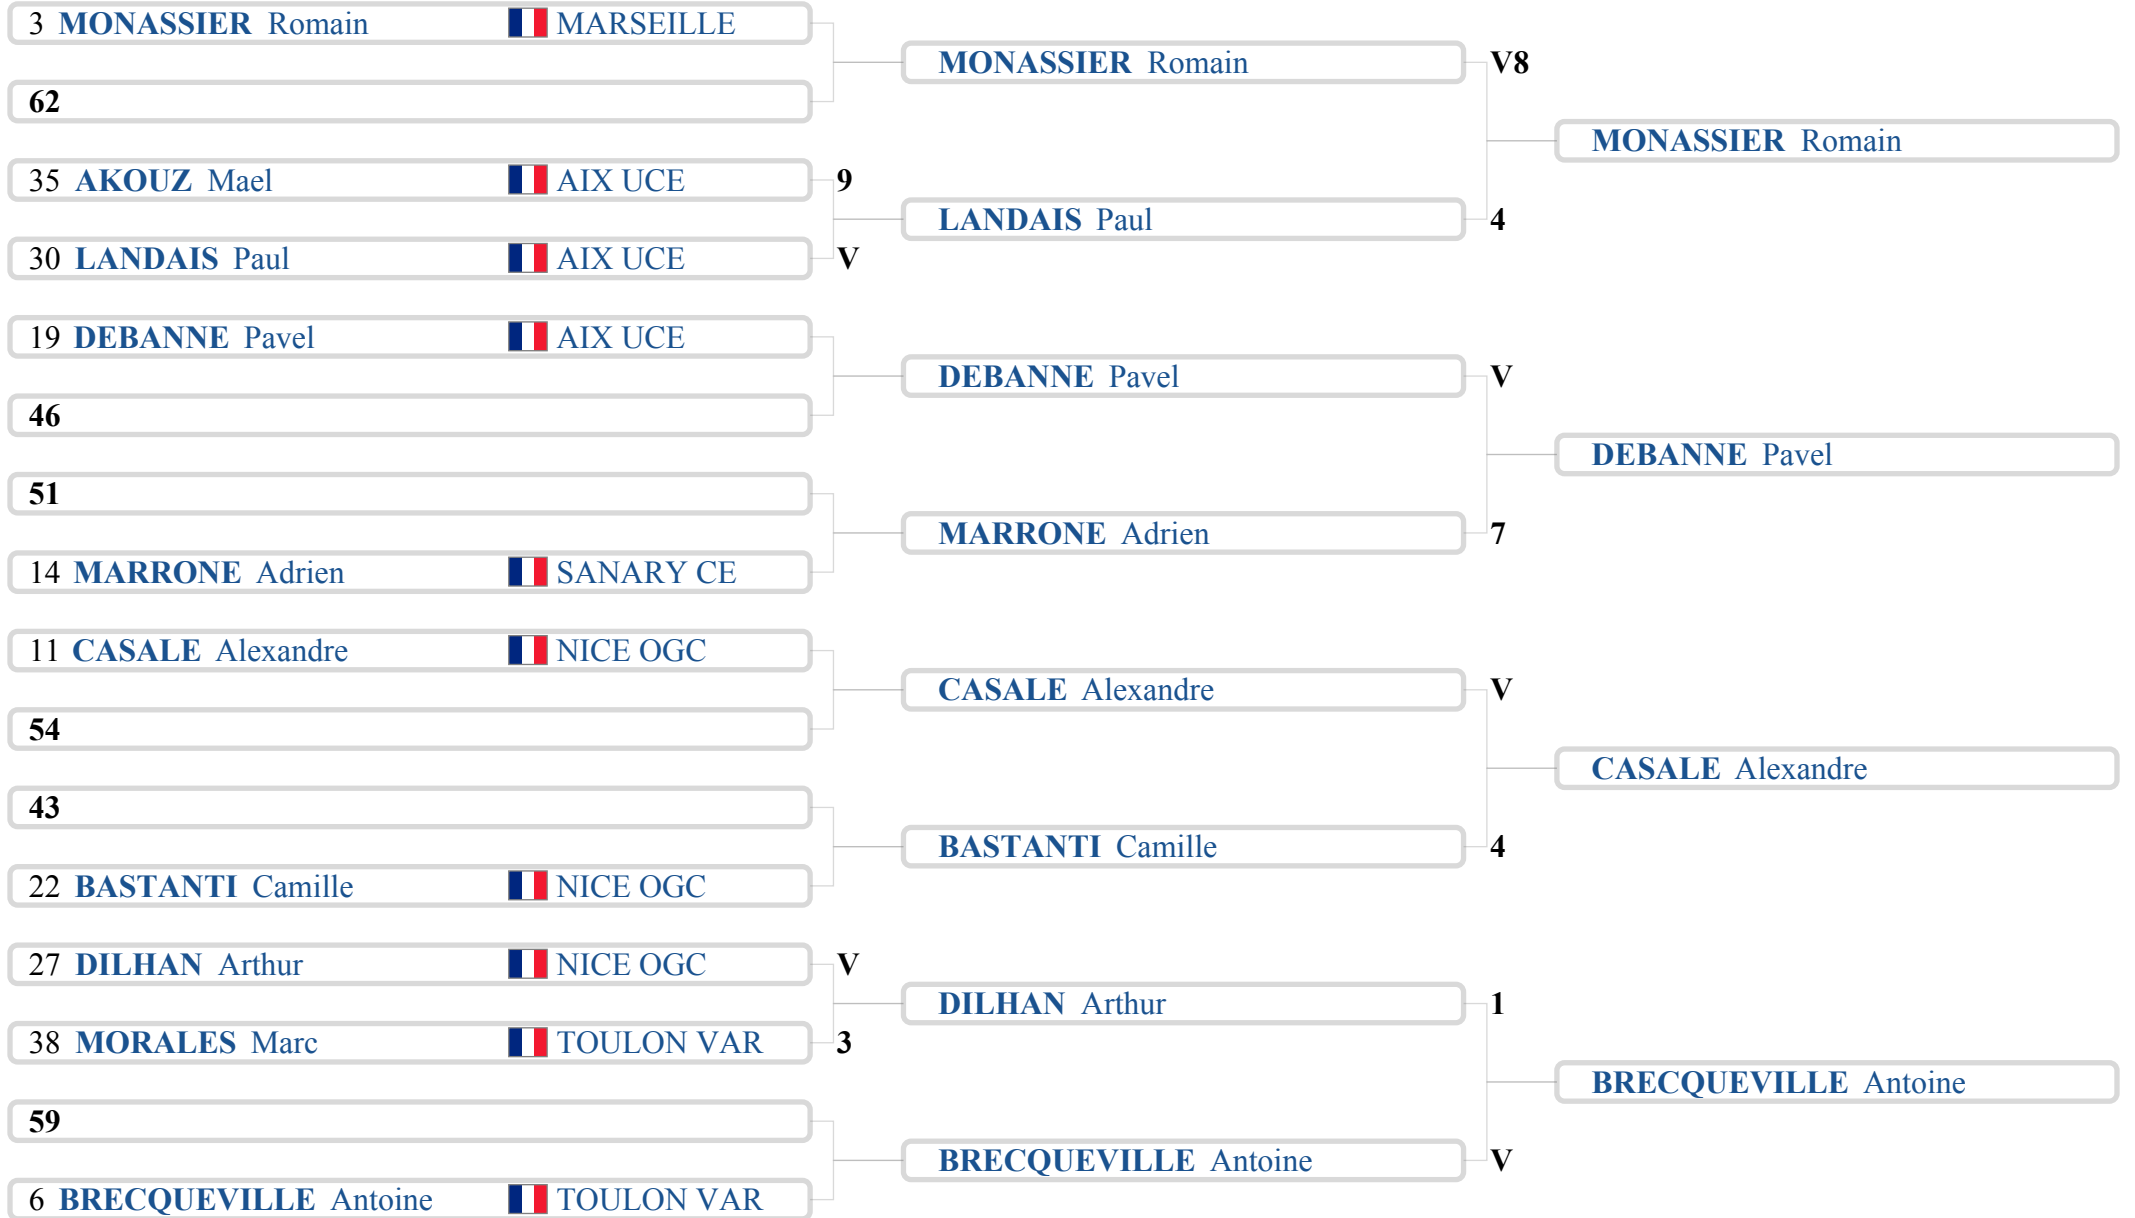 3 MONASSIER Romain MARSEILLE
62
35 AKOUZ Mael AIX UCE 9
30 LANDAIS Paul AIX UCE V
19 DEBANNE Pavel AIX UCE
46
51
14 MARRONE Adrien SANARY CE
11 CASALE Alexandre NICE OGC
54
43
22 BASTANTI Camille NICE OGC
27 DILHAN Arthur NICE OGC V
38 MORALES Marc TOULON VAR 3
59
6 BRECQUEVILLE Antoine TOULON VAR
MONASSIER Romain V8
LANDAIS Paul 4
DEBANNE Pavel V
MARRONE Adrien 7
CASALE Alexandre V
BASTANTI Camille 4
DILHAN Arthur 1
BRECQUEVILLE Antoine V
MONASSIER Romain
DEBANNE Pavel
CASALE Alexandre
BRECQUEVILLE Antoine